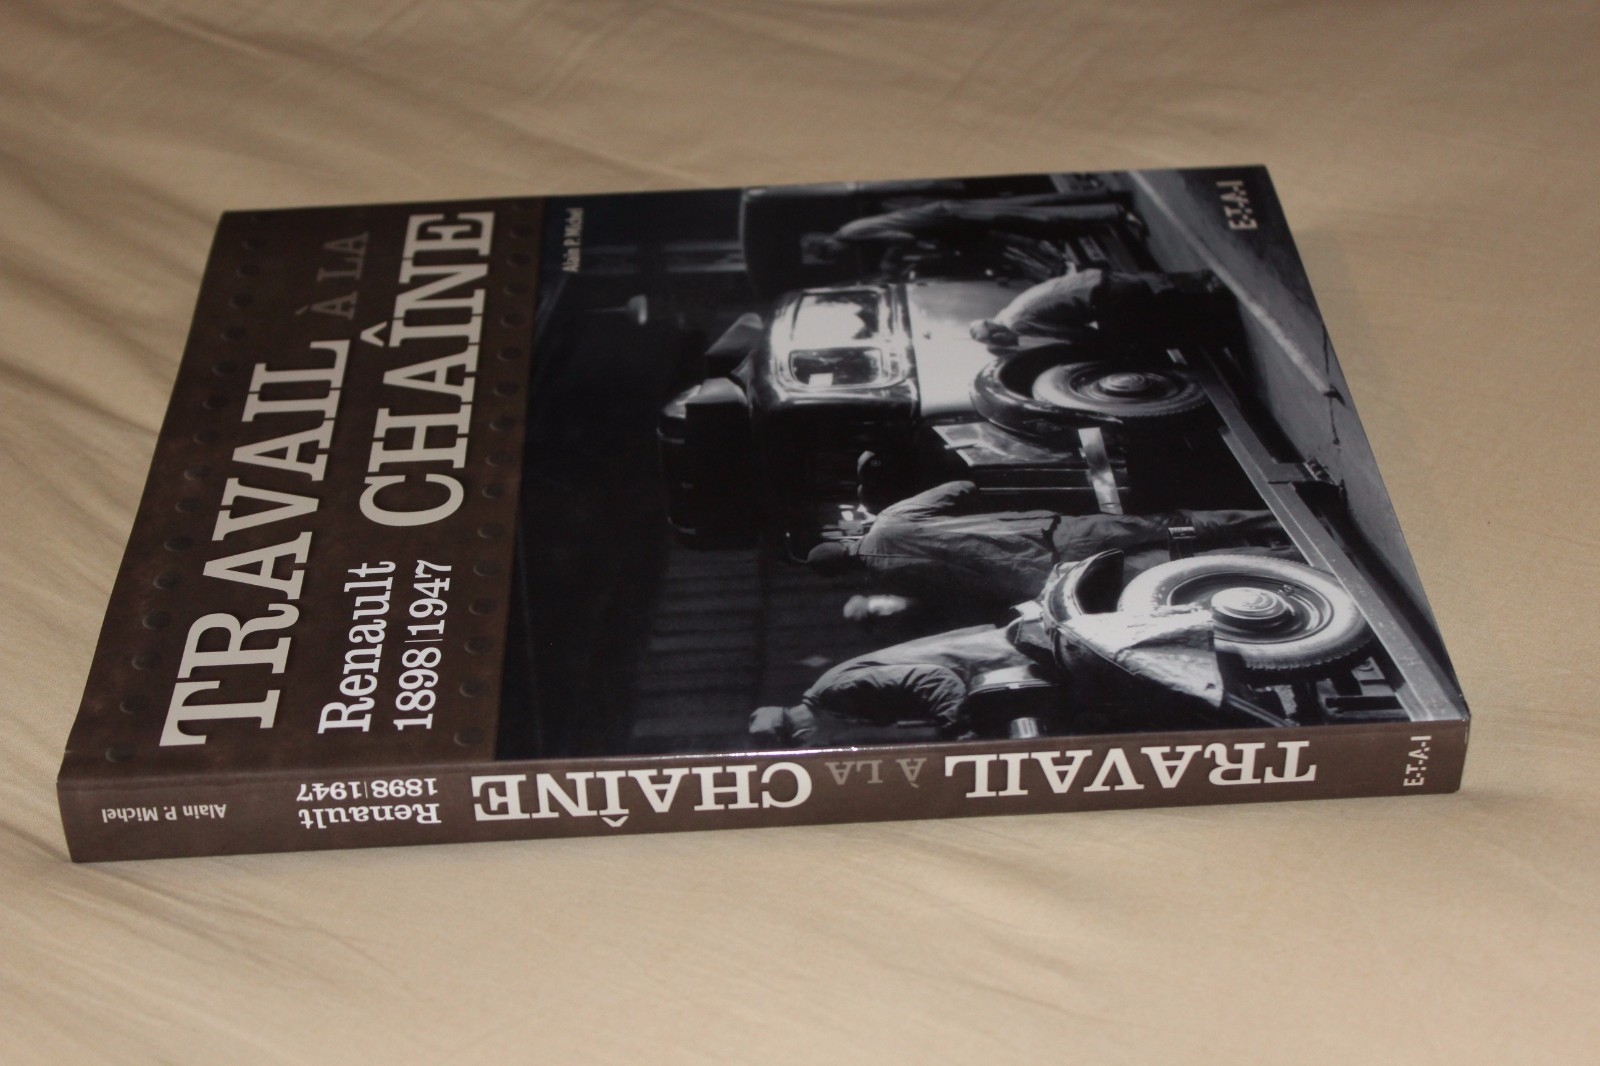 TRAVAIL À LA
CHAÎNE
Renault
1898|1947
Alain P. Michel
E·T·A·I
TRAVAIL À LA CHAÎNE
Renault
1898|1947
Alain P. Michel
E·T·A·I